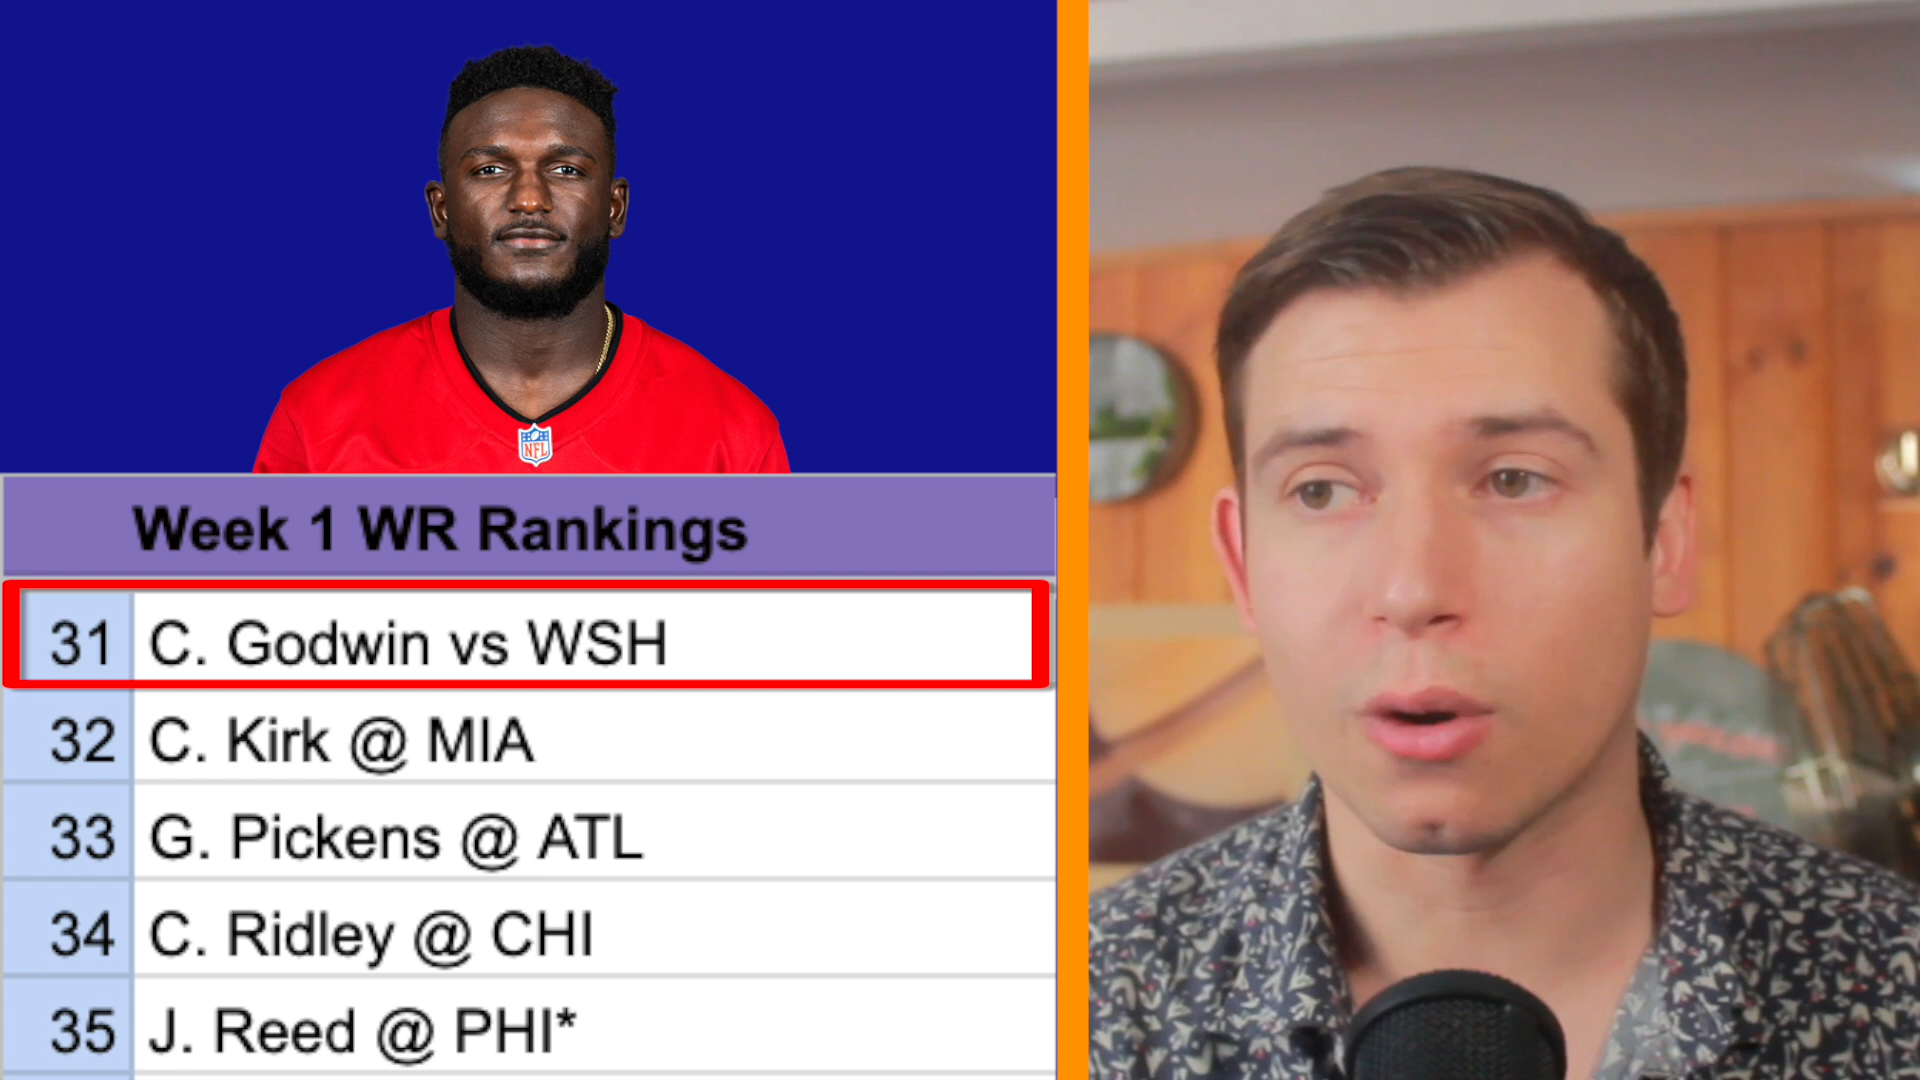 NFL
Week 1 WR Rankings
31 C. Godwin vs WSH
32 C. Kirk @ MIA
33 G. Pickens @ ATL
34 C. Ridley @ CHI
35 J. Reed @ PHI*